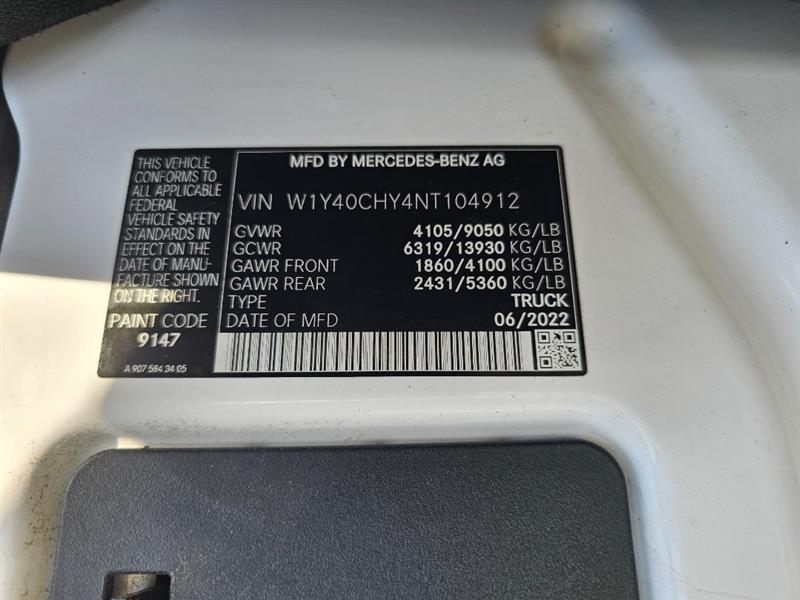 MFD BY MERCEDES-BENZ AG
THIS VEHICLE
CONFORMS TO
ALL APPLICABLE
FEDERAL
VEHICLE SAFETY
STANDARDS IN
EFFECT ON THE
DATE OF MANU-
FACTURE SHOWN
ON THE RIGHT.
PAINT CODE
9147
VIN W1Y40CHY4NT104912
GVWR 4105/9050 KG/LB
GCWR 6319/13930 KG/LB
GAWR FRONT 1860/4100 KG/LB
GAWR REAR 2431/5360 KG/LB
TYPE TRUCK
DATE OF MFD 06/2022
A 907 584 34 05